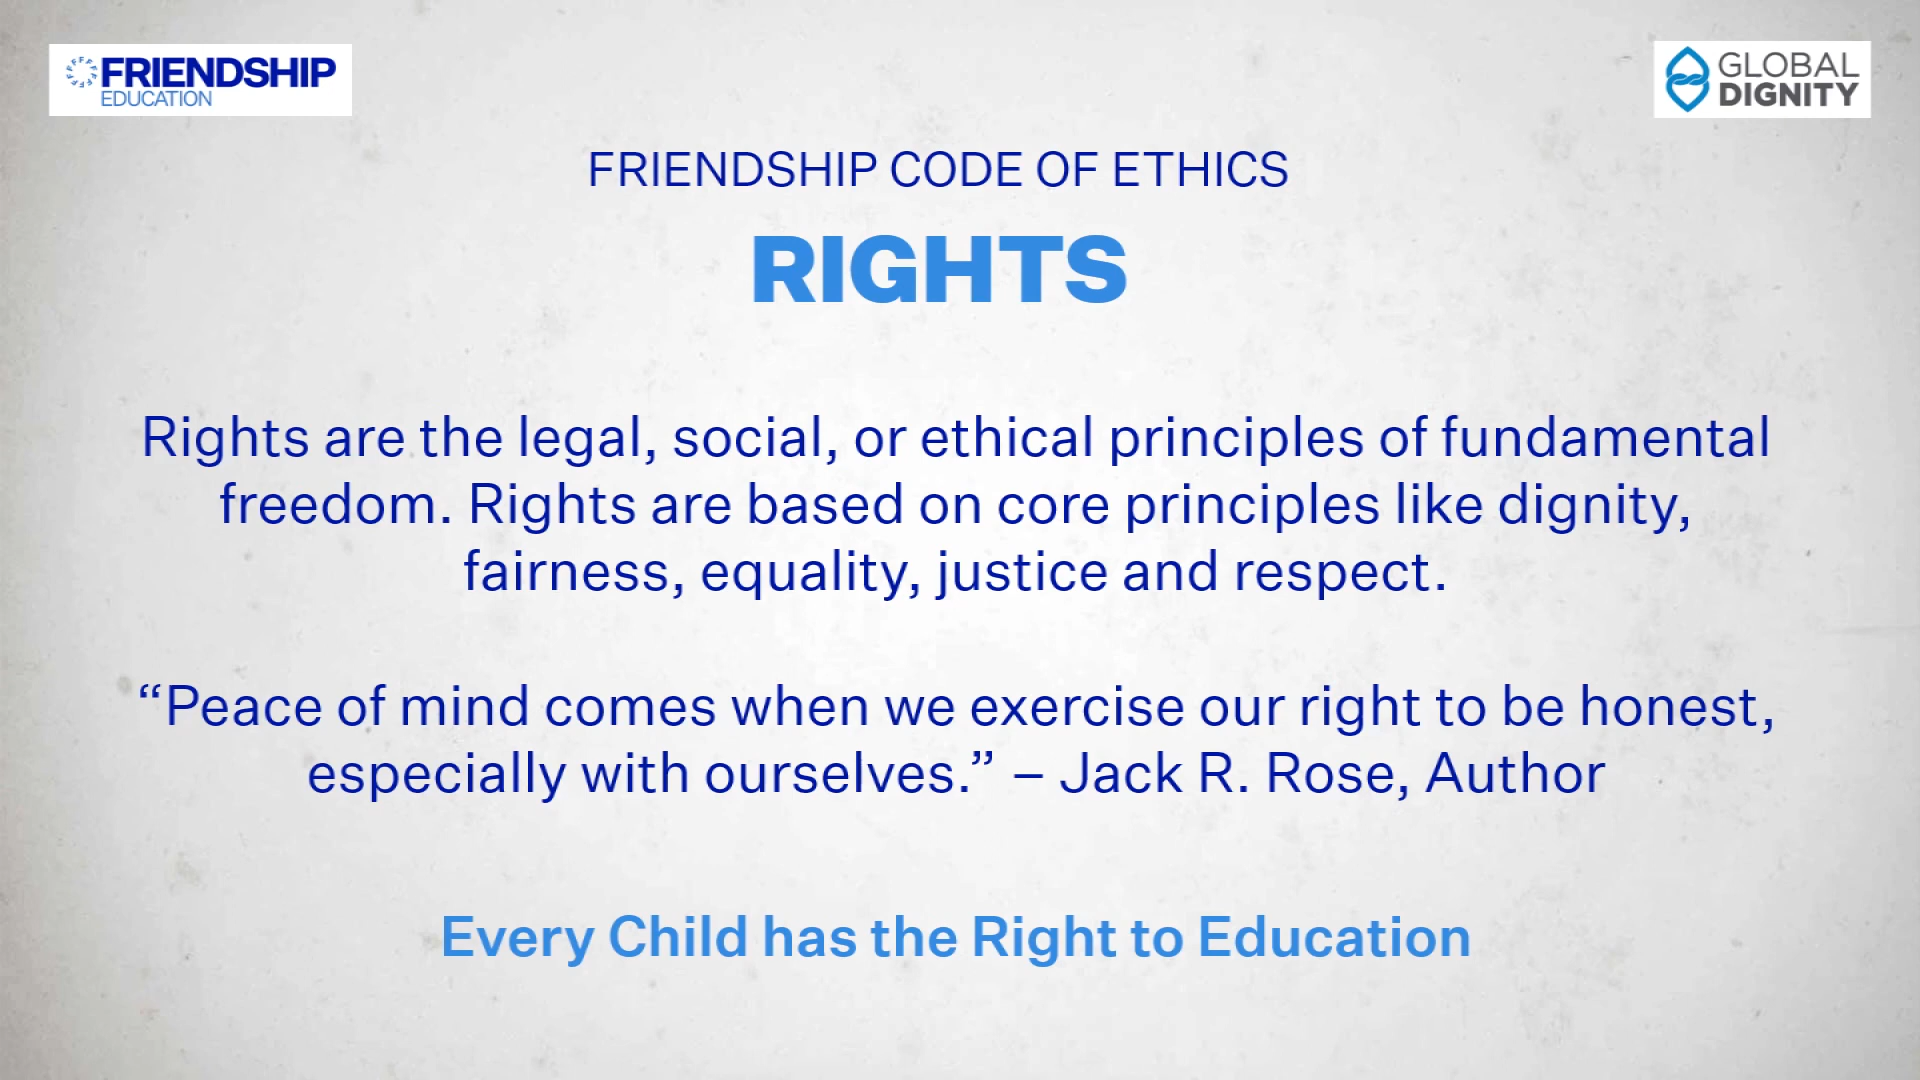 FRIENDSHIP
EDUCATION
GLOBAL
DIGNITY
FRIENDSHIP CODE OF ETHICS
RIGHTS
Rights are the legal, social, or ethical principles of fundamental
freedom. Rights are based on core principles like dignity,
fairness, equality, justice and respect.
“Peace of mind comes when we exercise our right to be honest,
especially with ourselves.” – Jack R. Rose, Author
Every Child has the Right to Education